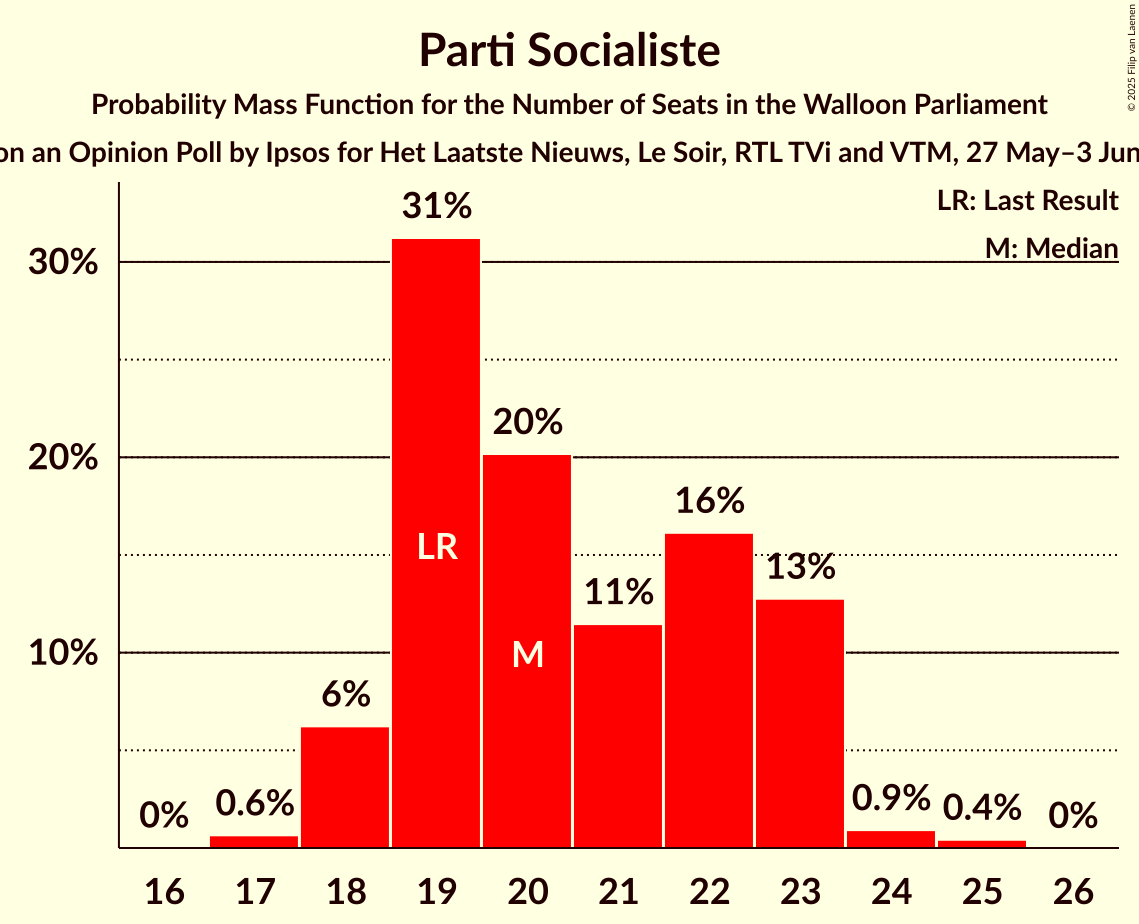 © 2025 Filip van Laenen
Parti Socialiste
Probability Mass Function for the Number of Seats in the Walloon Parliament
on an Opinion Poll by Ipsos for Het Laatste Nieuws, Le Soir, RTL TVi and VTM, 27 May–3 Jun
LR: Last Result
M: Median
30%
20%
10%
0%
0.6%
6%
31%
20%
11%
16%
13%
0.9%
0.4%
0%
LR
M
16 17 18 19 20 21 22 23 24 25 26